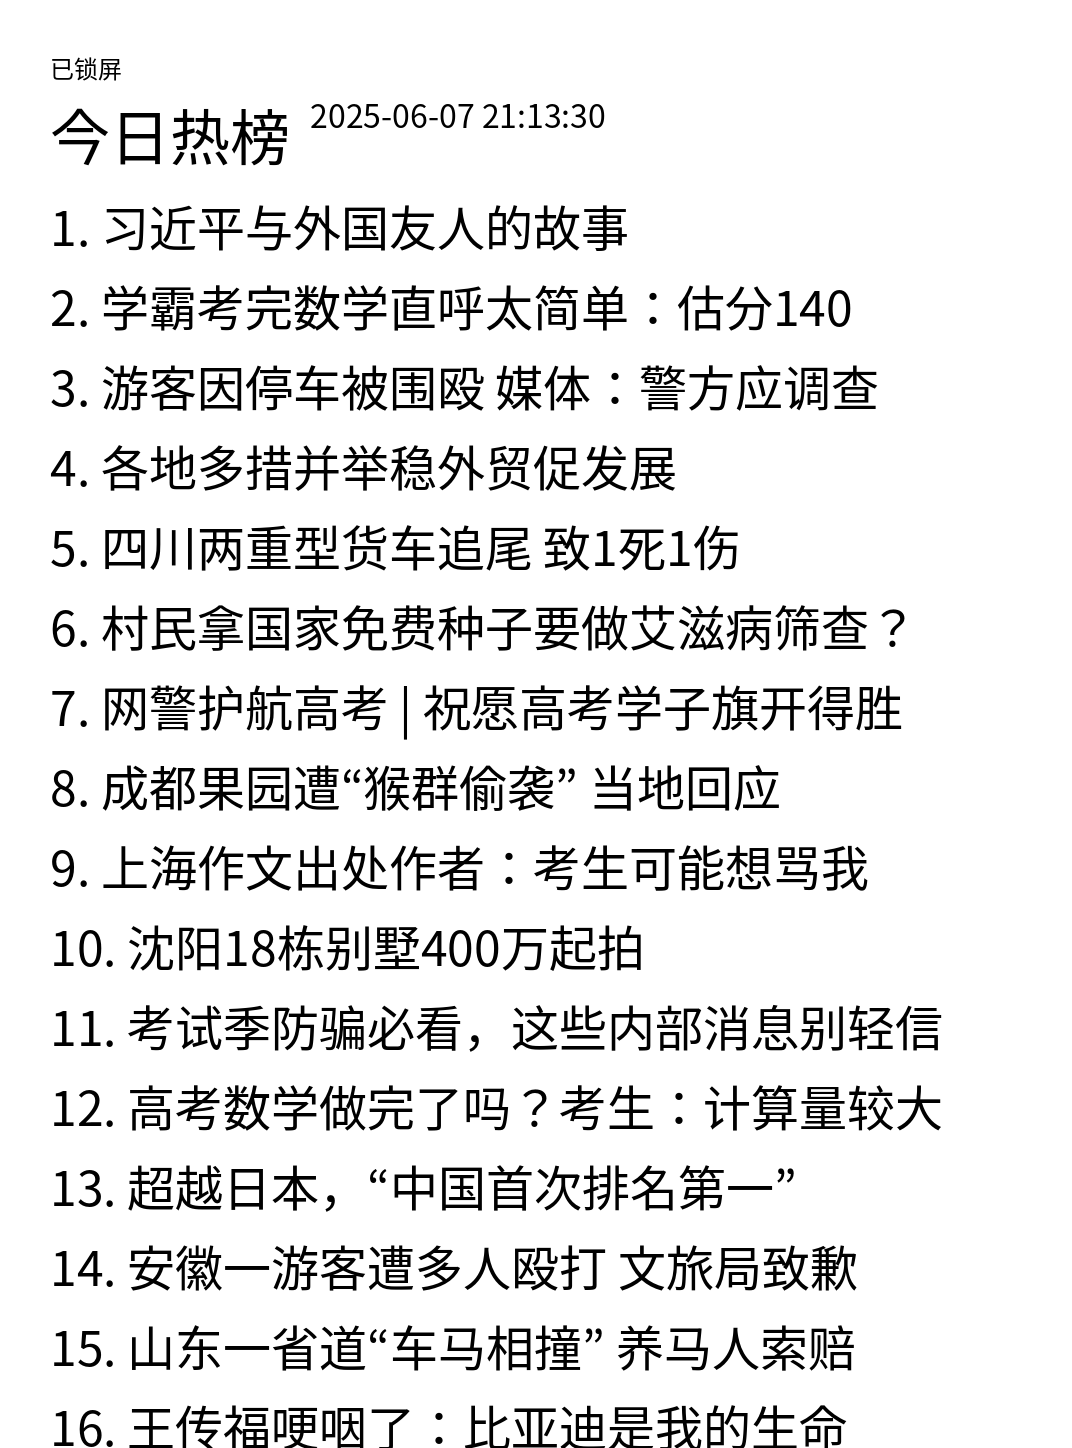 已锁屏
今日热榜 2025-06-07 21:13:30
1. 习近平与外国友人的故事
2. 学霸考完数学直呼太简单：估分140
3. 游客因停车被围殴 媒体：警方应调查
4. 各地多措并举稳外贸促发展
5. 四川两重型货车追尾 致1死1伤
6. 村民拿国家免费种子要做艾滋病筛查？
7. 网警护航高考 | 祝愿高考学子旗开得胜
8. 成都果园遭“猴群偷袭” 当地回应
9. 上海作文出处作者：考生可能想骂我
10. 沈阳18栋别墅400万起拍
11. 考试季防骗必看，这些内部消息别轻信
12. 高考数学做完了吗？考生：计算量较大
13. 超越日本，“中国首次排名第一”
14. 安徽一游客遭多人殴打 文旅局致歉
15. 山东一省道“车马相撞” 养马人索赔
16. 王传福哽咽了：比亚迪是我的生命